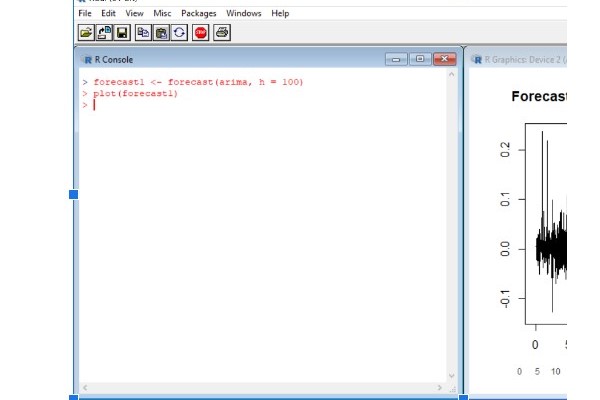 File Edit View Misc Packages Windows Help
STOP
R Console
> forecast1 <- forecast(arima, h = 100)
> plot(forecast1)
>
R Graphics: Device 2 (
Forecast
0.2
0.1
0.0
-0.1
0
0 5 10